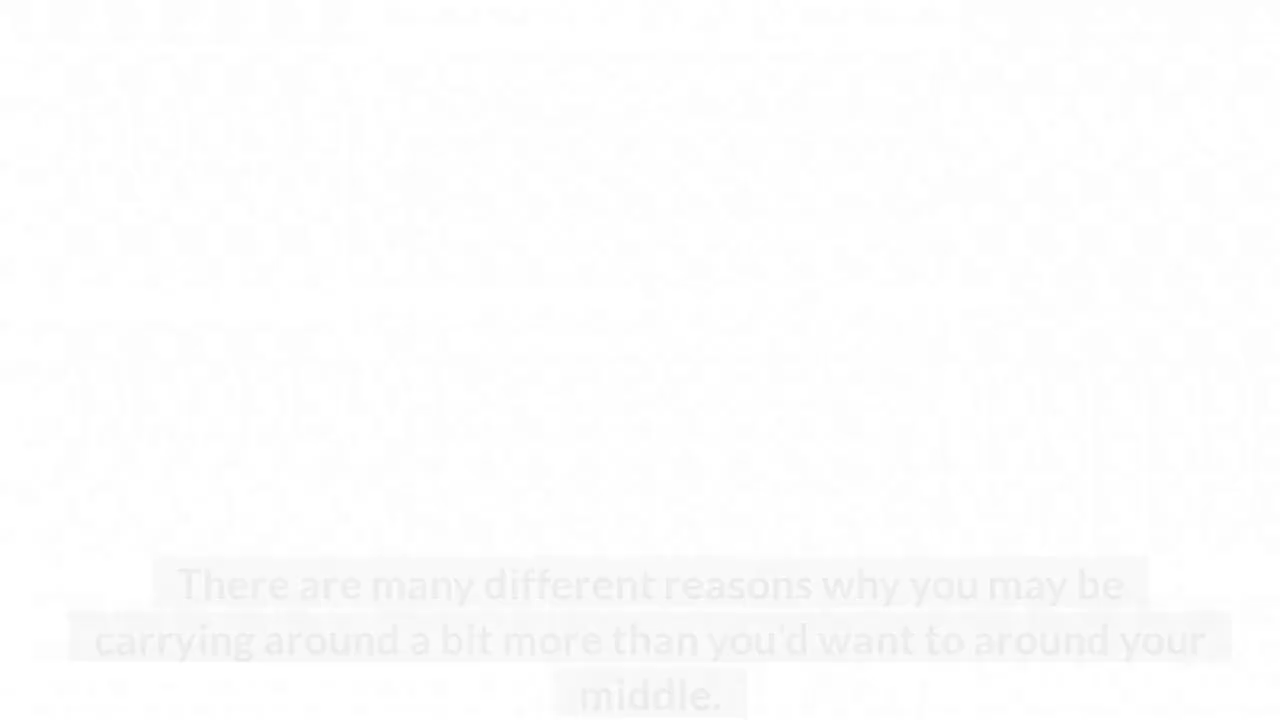 There are many different reasons why you may be
carrying around a bit more than you'd want to around your
middle.